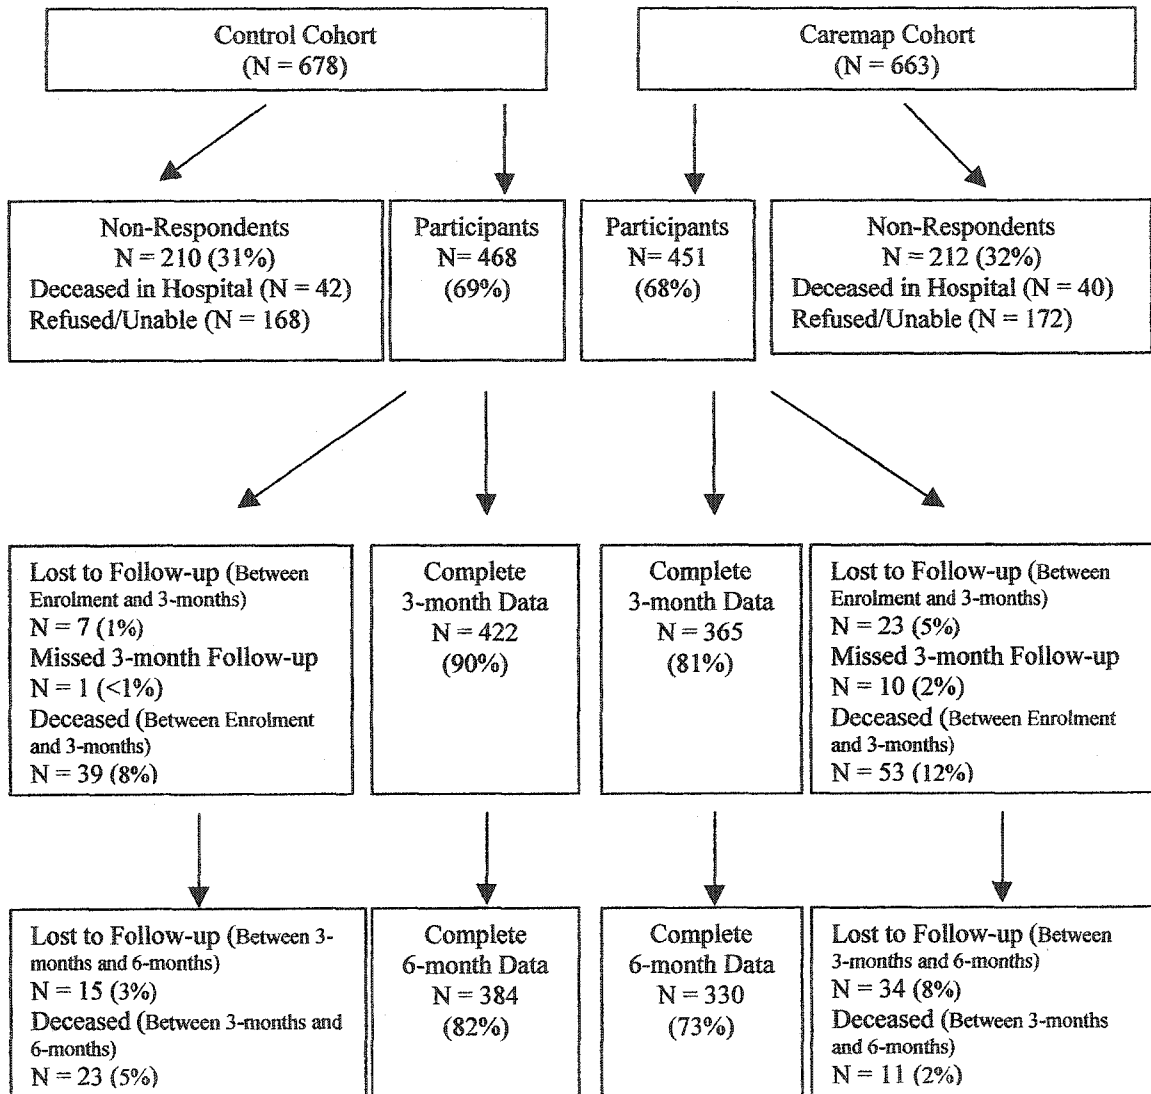 Control Cohort
(N = 678)
Caremap Cohort
(N = 663)
Non-Respondents
N = 210 (31%)
Deceased in Hospital (N = 42)
Refused/Unable (N = 168)
Participants
N= 468
(69%)
Participants
N= 451
(68%)
Non-Respondents
N = 212 (32%)
Deceased in Hospital (N = 40)
Refused/Unable (N = 172)
Lost to Follow-up (Between
Enrolment and 3-months)
N = 7 (1%)
Missed 3-month Follow-up
N = 1 (<1%)
Deceased (Between Enrolment
and 3-months)
N = 39 (8%)
Complete
3-month Data
N = 422
(90%)
Complete
3-month Data
N = 365
(81%)
Lost to Follow-up (Between
Enrolment and 3-months)
N = 23 (5%)
Missed 3-month Follow-up
N = 10 (2%)
Deceased (Between Enrolment
and 3-months)
N = 53 (12%)
Lost to Follow-up (Between 3-
months and 6-months)
N = 15 (3%)
Deceased (Between 3-months and
6-months)
N = 23 (5%)
Complete
6-month Data
N = 384
(82%)
Complete
6-month Data
N = 330
(73%)
Lost to Follow-up (Between
3-months and 6-months)
N = 34 (8%)
Deceased (Between 3-months
and 6-months)
N = 11 (2%)